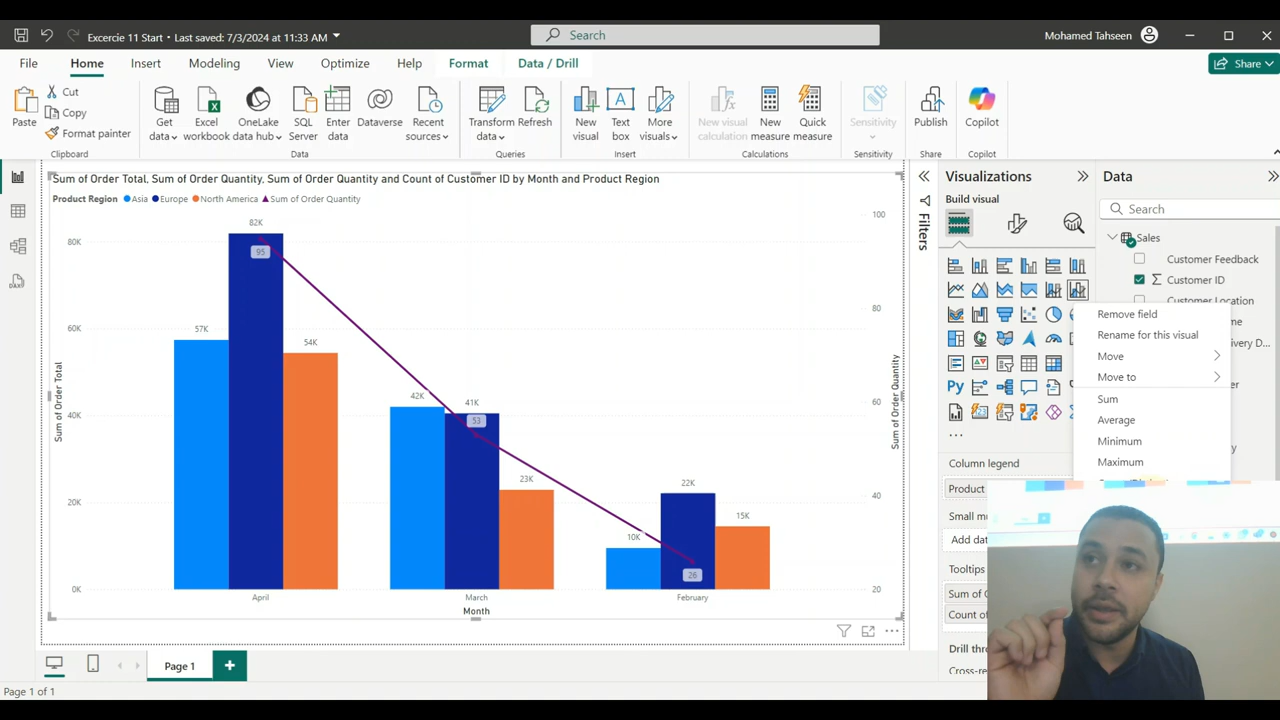 Excercie 11 Start • Last saved: 7/3/2024 at 11:33 AM
Search
Mohamed Tahseen
File Home Insert Modeling View Optimize Help Format Data / Drill
Share
Paste
Cut
Copy
Format painter
Get data
Excel workbook
OneLake data hub
SQL Server
Enter data
Dataverse
Recent sources
Transform data
Refresh
New visual
Text box
More visuals
New visual calculation
New measure
Quick measure
Sensitivity
Publish
Copilot
Clipboard Data Queries Insert Calculations Sensitivity Share Copilot
Sum of Order Total, Sum of Order Quantity, Sum of Order Quantity and Count of Customer ID by Month and Product Region
Product Region Asia Europe North America Sum of Order Quantity
80K
60K
40K
20K
0K
Sum of Order Total
57K
82K
95
54K
42K
41K
53
23K
10K
22K
26
15K
100
80
60
40
20
Sum of Order Quantity
April March February
Month
Filters
Visualizations
Build visual
Py
Column legend
Product
Small mu
Add dat
Tooltips
Sum of O
Count of
Drill thr
Cross-re
Data
Search
Sales
Customer Feedback
Customer ID
Customer Location
Remove field
Rename for this visual
Move
Move to
Sum
Average
Minimum
Maximum
Page 1
Page 1 of 1